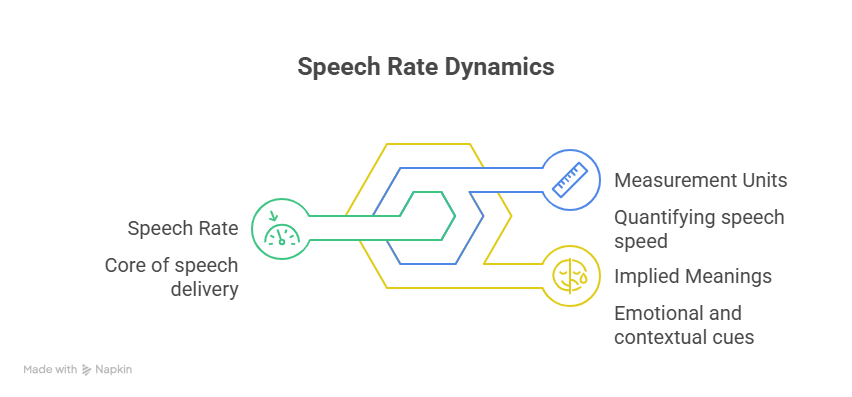 Speech Rate Dynamics
Speech Rate
Core of speech
delivery
Measurement Units
Quantifying speech
speed
Implied Meanings
Emotional and
contextual cues
Made with Napkin